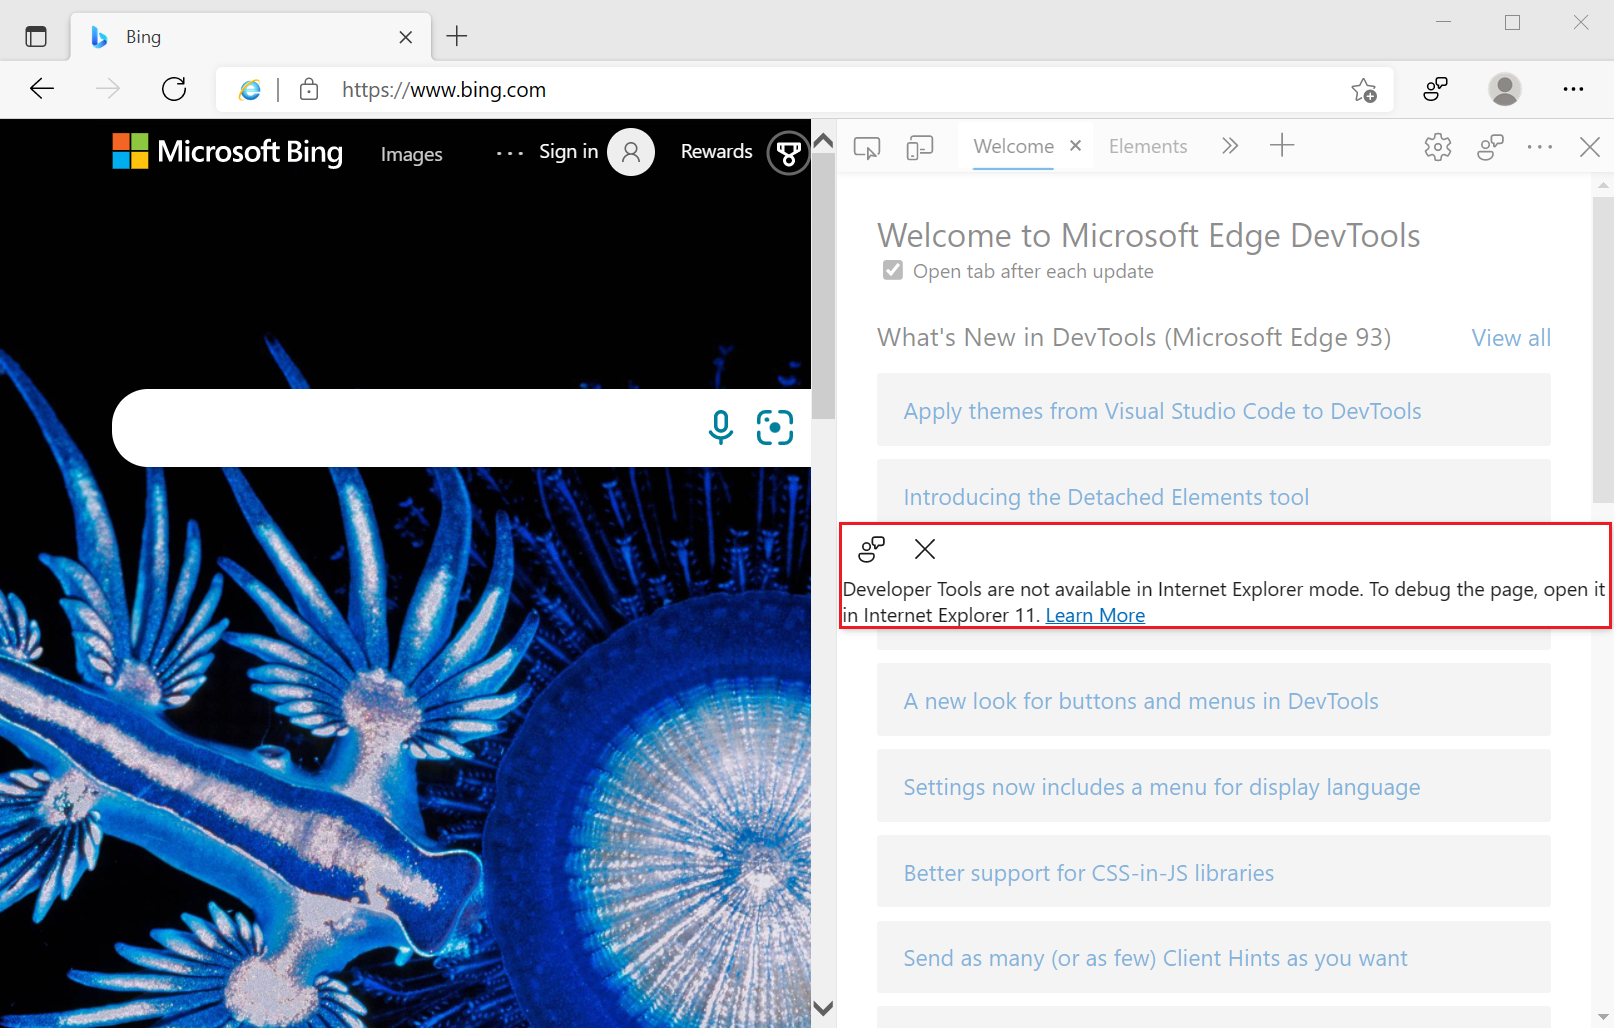 Bing
https://www.bing.com
Microsoft Bing
Images
Sign in
Rewards
Welcome
Elements
Welcome to Microsoft Edge DevTools
Open tab after each update
What's New in DevTools (Microsoft Edge 93)
View all
Apply themes from Visual Studio Code to DevTools
Introducing the Detached Elements tool
Developer Tools are not available in Internet Explorer mode. To debug the page, open it
in Internet Explorer 11. Learn More
A new look for buttons and menus in DevTools
Settings now includes a menu for display language
Better support for CSS-in-JS libraries
Send as many (or as few) Client Hints as you want